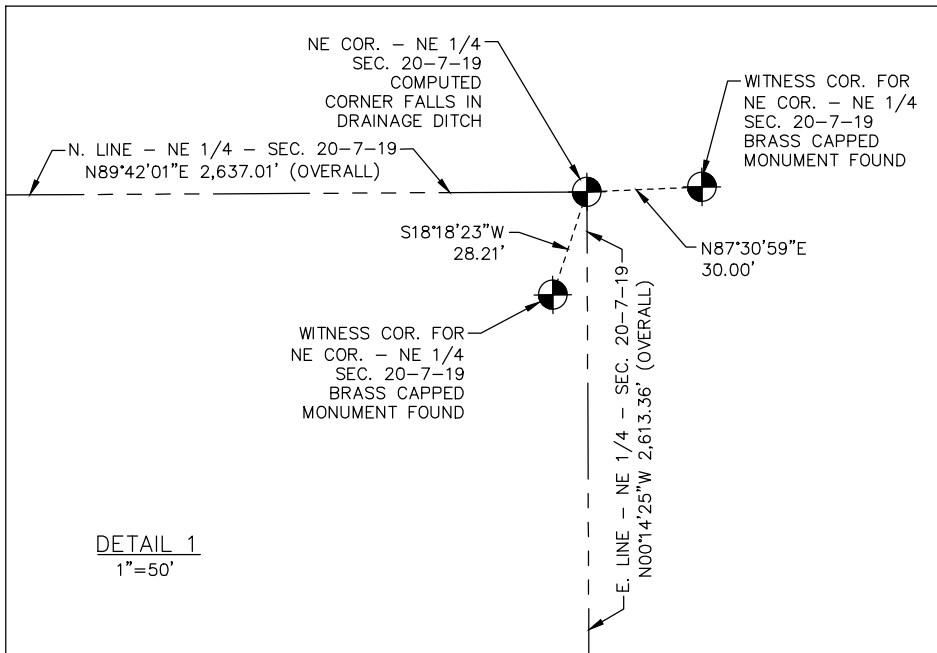 NE COR. – NE 1/4
SEC. 20-7-19
COMPUTED
CORNER FALLS IN
DRAINAGE DITCH
WITNESS COR. FOR
NE COR. – NE 1/4
SEC. 20-7-19
BRASS CAPPED
MONUMENT FOUND
N. LINE – NE 1/4 – SEC. 20-7-19
N89°42'01"E 2,637.01' (OVERALL)
S18°18'23"W
28.21'
N87°30'59"E
30.00'
WITNESS COR. FOR
NE COR. – NE 1/4
SEC. 20-7-19
BRASS CAPPED
MONUMENT FOUND
E. LINE – NE 1/4 – SEC. 20-7-19
N00°14'25"W 2,613.36' (OVERALL)
DETAIL 1
1"=50'